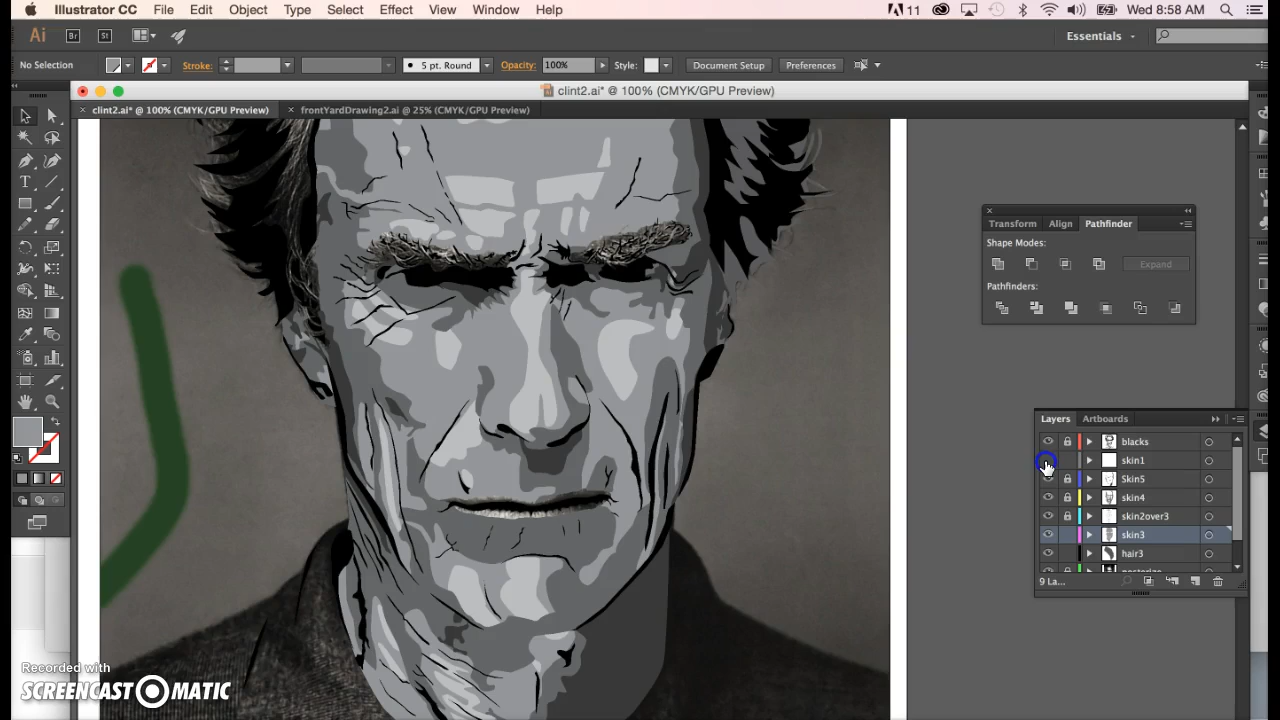 Illustrator CC File Edit Object Type Select Effect View Window Help 11 Wed 8:58 AM
Ai Br St Essentials
No Selection Stroke: 5 pt. Round Opacity: 100% Style: Document Setup Preferences
clint2.ai* @ 100% (CMYK/GPU Preview)
× clint2.ai* @ 100% (CMYK/GPU Preview) × frontYardDrawing2.ai @ 25% (CMYK/GPU Preview)
Transform Align Pathfinder
Shape Modes:
Expand
Pathfinders:
Layers Artboards
blacks
skin1
Skin5
skin4
skin2over3
skin3
hair3
9 La...
Recorded with
SCREENCAST-O-MATIC